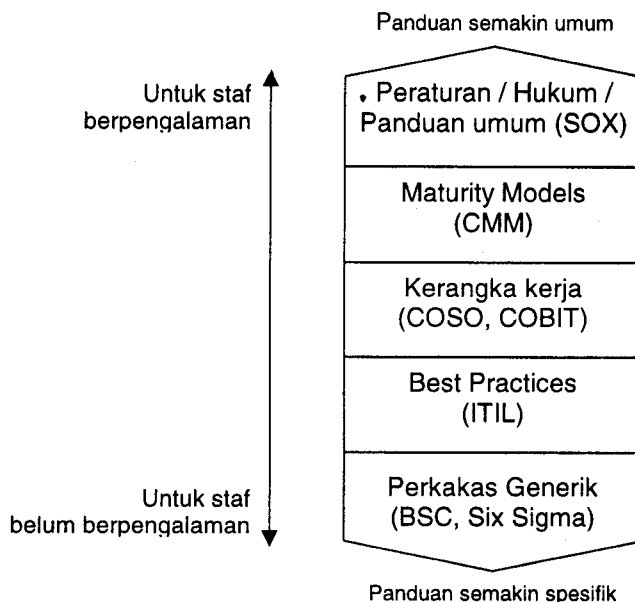 Panduan semakin umum
Untuk staf
berpengalaman
Peraturan / Hukum /
Panduan umum (SOX)
Maturity Models
(CMM)
Kerangka kerja
(COSO, COBIT)
Best Practices
(ITIL)
Untuk staf
belum berpengalaman
Perkakas Generik
(BSC, Six Sigma)
Panduan semakin spesifik